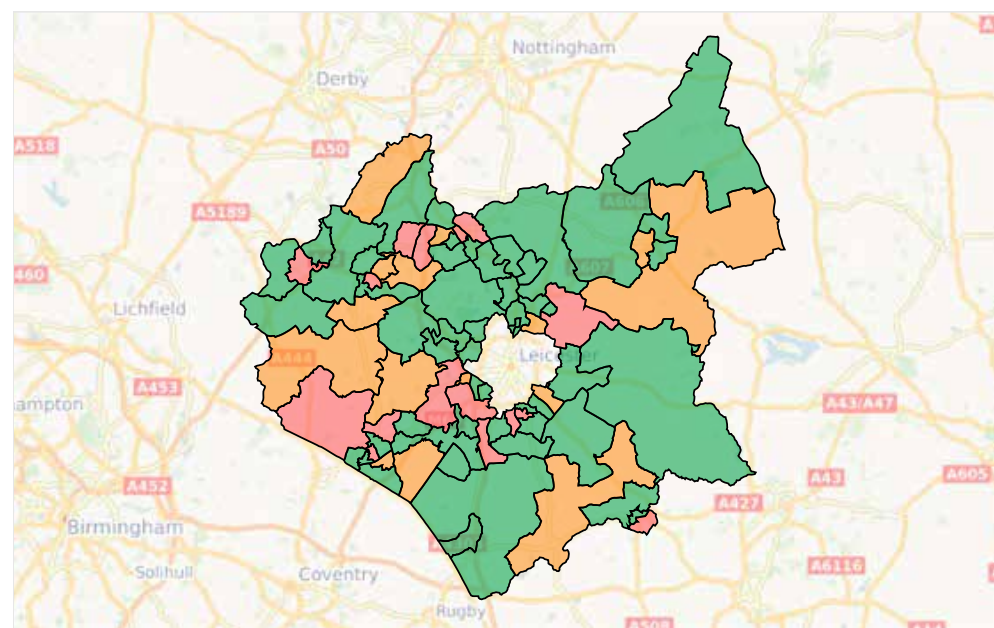 Nottingham
Derby
A518
A50
A5189
A606
A607
460
Lichfield
A444
Leicester
A453
ampton
A43/A47
A452
A43
A605
A427
Birmingham
Solihull
Coventry
A6116
Rugby
A508